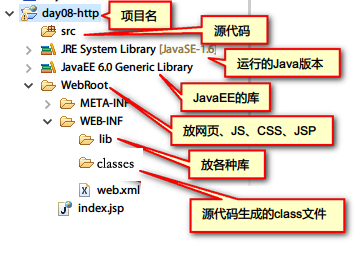 day08-http 项目名
src 源代码
JRE System Library [JavaSE-1.6]
运行的Java版本
JavaEE 6.0 Generic Library
JavaEE的库
WebRoot
META-INF 放网页、JS、CSS、JSP
WEB-INF
lib 放各种库
classes
web.xml
源代码生成的class文件
index.jsp